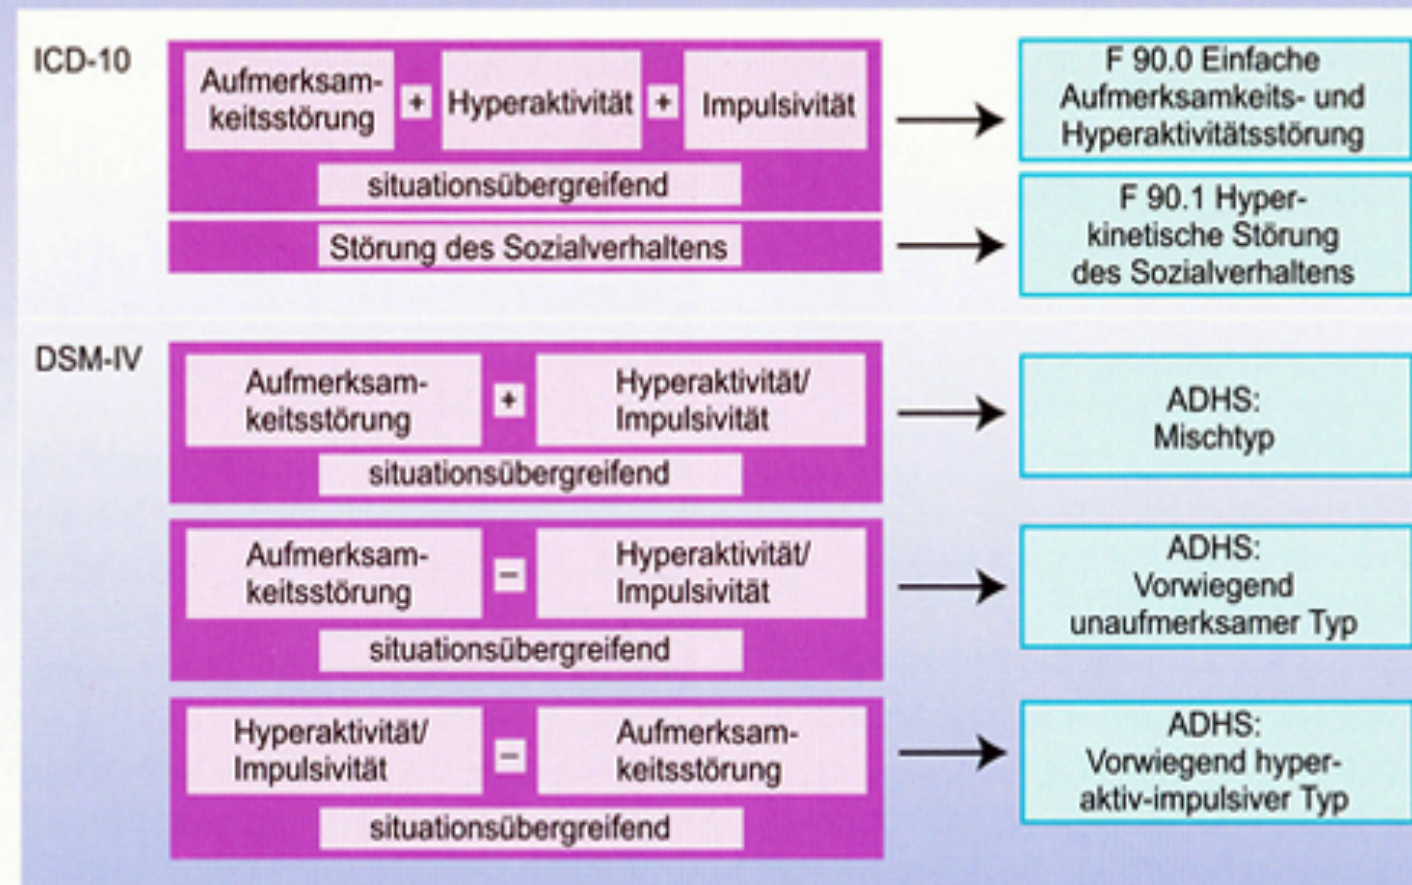 ICD-10
Aufmerksam-
keitsstörung
+
Hyperaktivität
+
Impulsivität
situationsübergreifend
F 90.0 Einfache
Aufmerksamkeits- und
Hyperaktivitätsstörung
Störung des Sozialverhaltens
F 90.1 Hyper-
kinetische Störung
des Sozialverhaltens
DSM-IV
Aufmerksam-
keitsstörung
+
Hyperaktivität/
Impulsivität
situationsübergreifend
ADHS:
Mischtyp
Aufmerksam-
keitsstörung
–
Hyperaktivität/
Impulsivität
situationsübergreifend
ADHS:
Vorwiegend
unaufmerksamer Typ
Hyperaktivität/
Impulsivität
–
Aufmerksam-
keitsstörung
situationsübergreifend
ADHS:
Vorwiegend hyper-
aktiv-impulsiver Typ